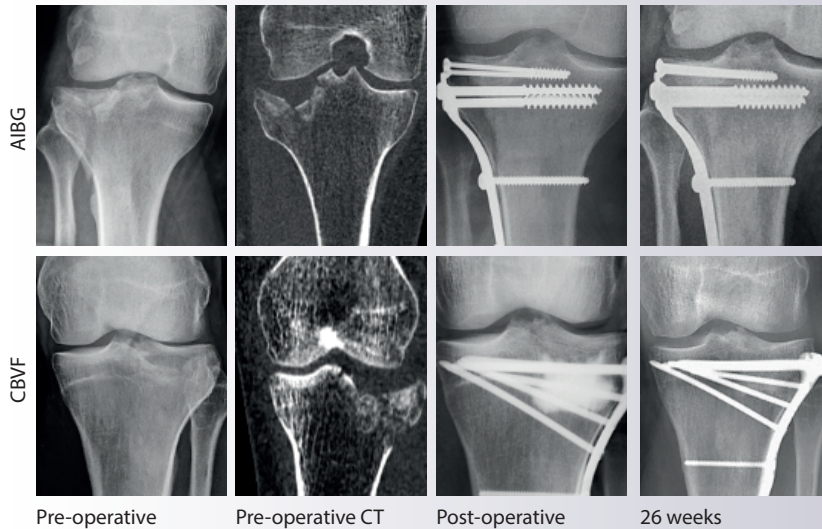 AIBG
CBVF
Pre-operative
Pre-operative CT
Post-operative
26 weeks